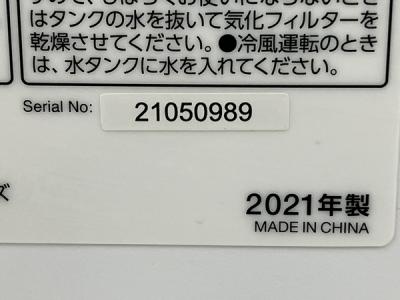 はタンクの水を抜いて気化フィルターを
乾燥させてください。●冷風運転のとき
は、水タンクに水を入れてください。
Serial No:
21050989
ズ
2021年製
MADE IN CHINA